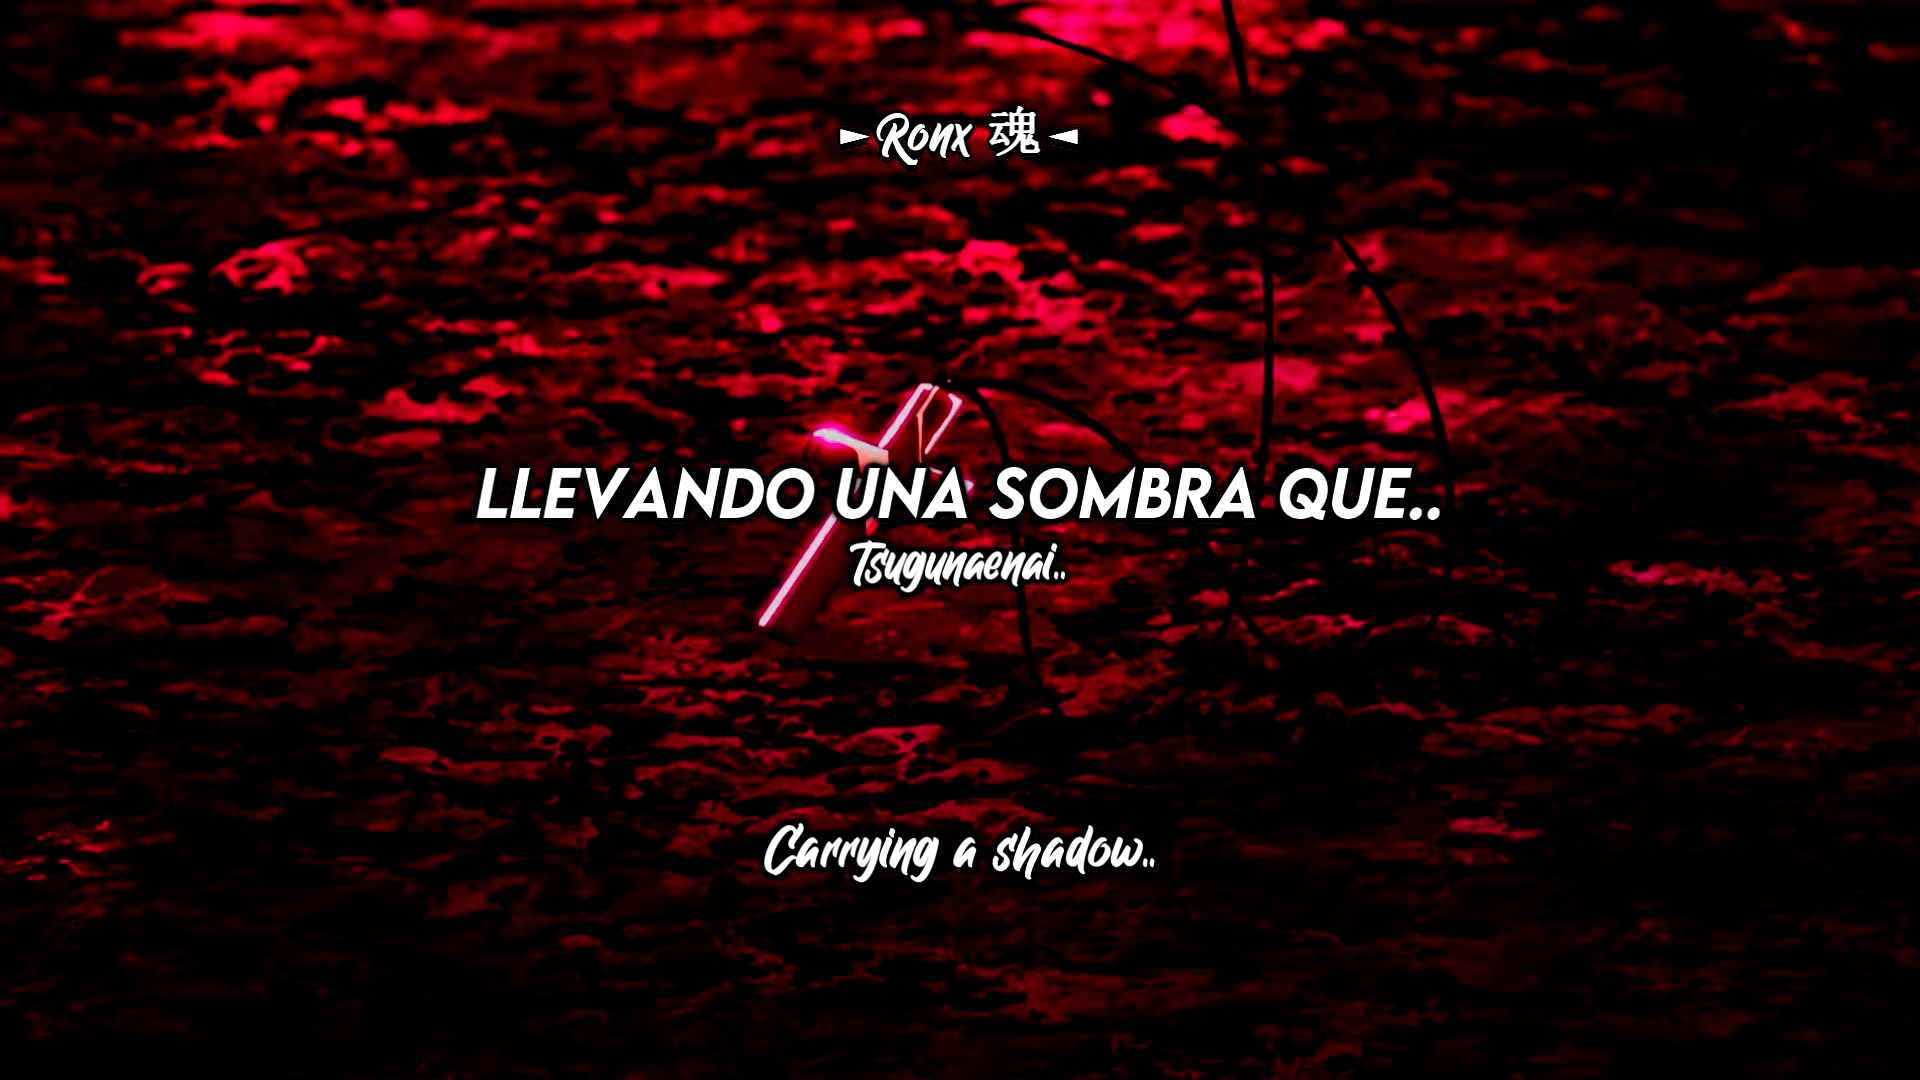 Ronx 魂
LLEVANDO UNA SOMBRA QUE..
Tsugunaenai..
Carrying a shadow..